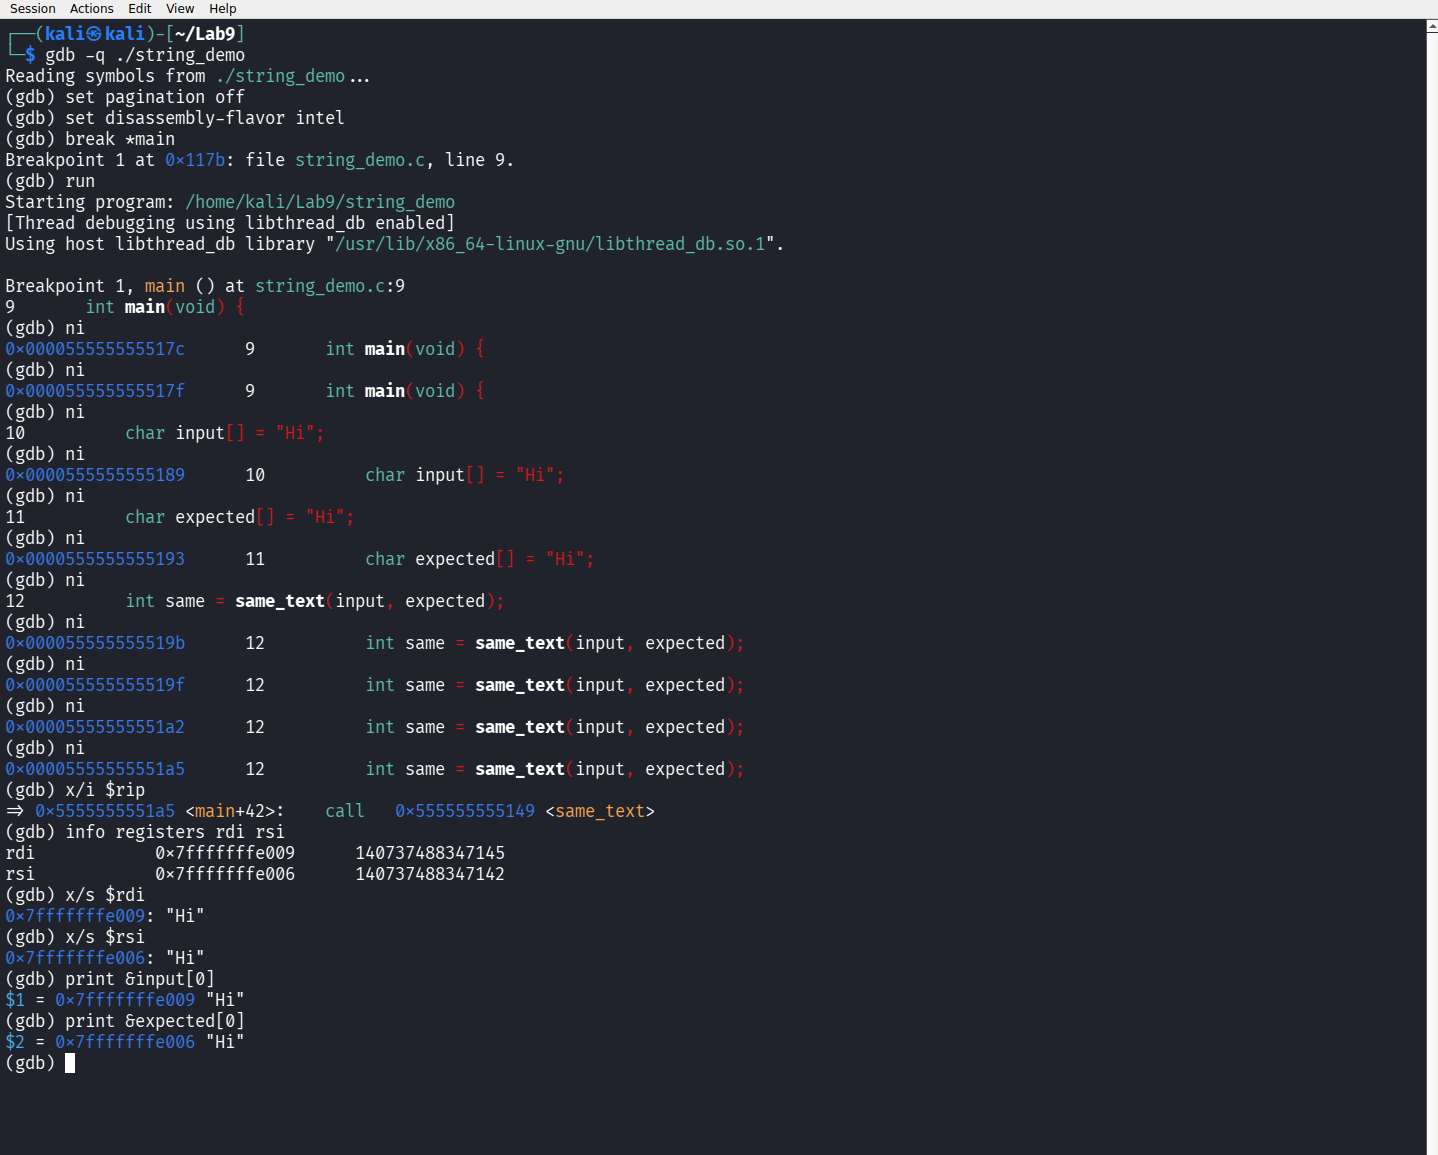 Session Actions Edit View Help
┌──(kali㉿kali)-[~/Lab9]
└─$ gdb -q ./string_demo
Reading symbols from ./string_demo...
(gdb) set pagination off
(gdb) set disassembly-flavor intel
(gdb) break *main
Breakpoint 1 at 0x117b: file string_demo.c, line 9.
(gdb) run
Starting program: /home/kali/Lab9/string_demo
[Thread debugging using libthread_db enabled]
Using host libthread_db library "/usr/lib/x86_64-linux-gnu/libthread_db.so.1".
Breakpoint 1, main () at string_demo.c:9
9       int main(void) {
(gdb) ni
0x000055555555517c      9       int main(void) {
(gdb) ni
0x000055555555517f      9       int main(void) {
(gdb) ni
10          char input[] = "Hi";
(gdb) ni
0x0000555555555189      10          char input[] = "Hi";
(gdb) ni
11          char expected[] = "Hi";
(gdb) ni
0x0000555555555193      11          char expected[] = "Hi";
(gdb) ni
12          int same = same_text(input, expected);
(gdb) ni
0x000055555555519b      12          int same = same_text(input, expected);
(gdb) ni
0x000055555555519f      12          int same = same_text(input, expected);
(gdb) ni
0x00005555555551a2      12          int same = same_text(input, expected);
(gdb) ni
0x00005555555551a5      12          int same = same_text(input, expected);
(gdb) x/i $rip
=> 0x5555555551a5 <main+42>:    call   0x555555555149 <same_text>
(gdb) info registers rdi rsi
rdi            0x7fffffffe009      140737488347145
rsi            0x7fffffffe006      140737488347142
(gdb) x/s $rdi
0x7fffffffe009: "Hi"
(gdb) x/s $rsi
0x7fffffffe006: "Hi"
(gdb) print &input[0]
$1 = 0x7fffffffe009 "Hi"
(gdb) print &expected[0]
$2 = 0x7fffffffe006 "Hi"
(gdb)